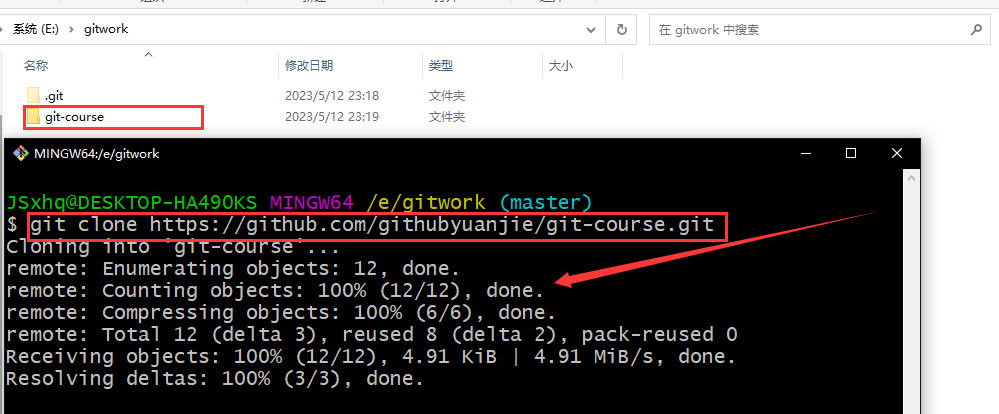 系统 (E:) › gitwork
在 gitwork 中搜索
名称 修改日期 类型 大小
.git 2023/5/12 23:18 文件夹
git-course 2023/5/12 23:19 文件夹
MINGW64:/e/gitwork
JSxhq@DESKTOP-HA49OKS MINGW64 /e/gitwork (master)
$ git clone https://github.com/githubyuanjie/git-course.git
Cloning into 'git-course'...
remote: Enumerating objects: 12, done.
remote: Counting objects: 100% (12/12), done.
remote: Compressing objects: 100% (6/6), done.
remote: Total 12 (delta 3), reused 8 (delta 2), pack-reused 0
Receiving objects: 100% (12/12), 4.91 KiB | 4.91 MiB/s, done.
Resolving deltas: 100% (3/3), done.